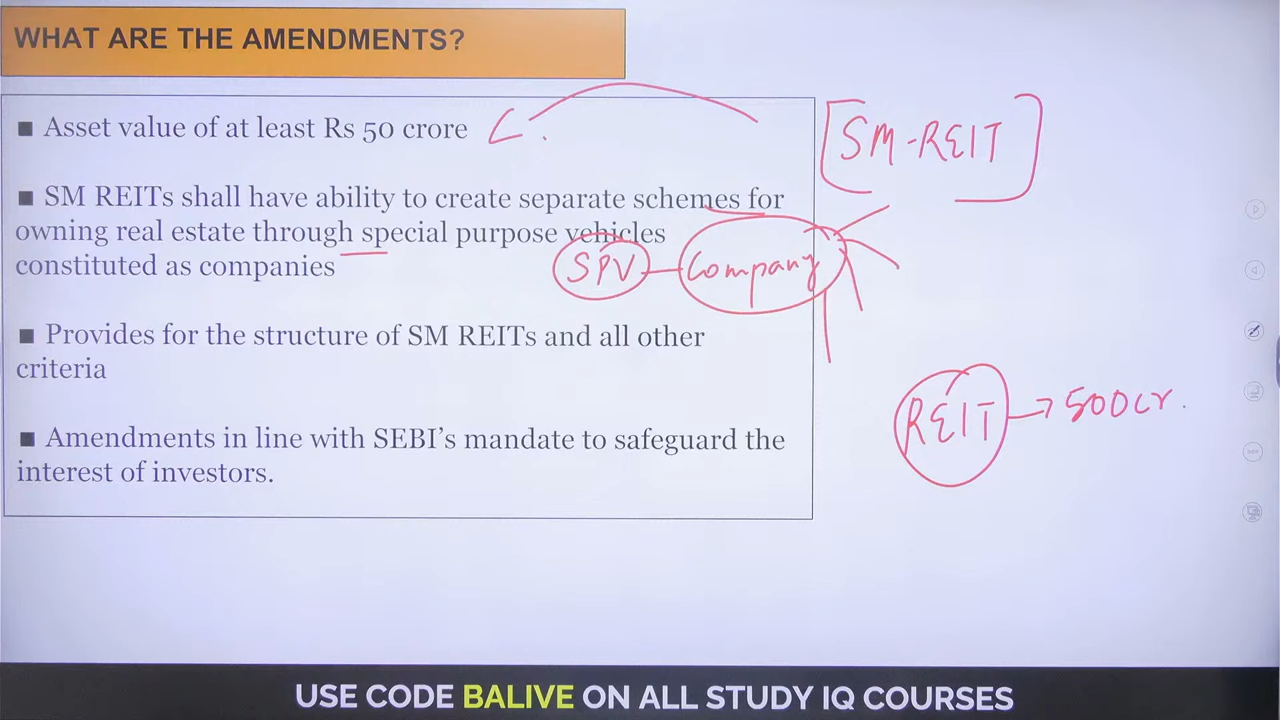 WHAT ARE THE AMENDMENTS?
■ Asset value of at least Rs 50 crore
[SM-REIT]
■ SM REITs shall have ability to create separate schemes for
owning real estate through special purpose vehicles
constituted as companies
SPV — Company
■ Provides for the structure of SM REITs and all other
criteria
REIT → 500 cr.
■ Amendments in line with SEBI's mandate to safeguard the
interest of investors.
USE CODE BALIVE ON ALL STUDY IQ COURSES